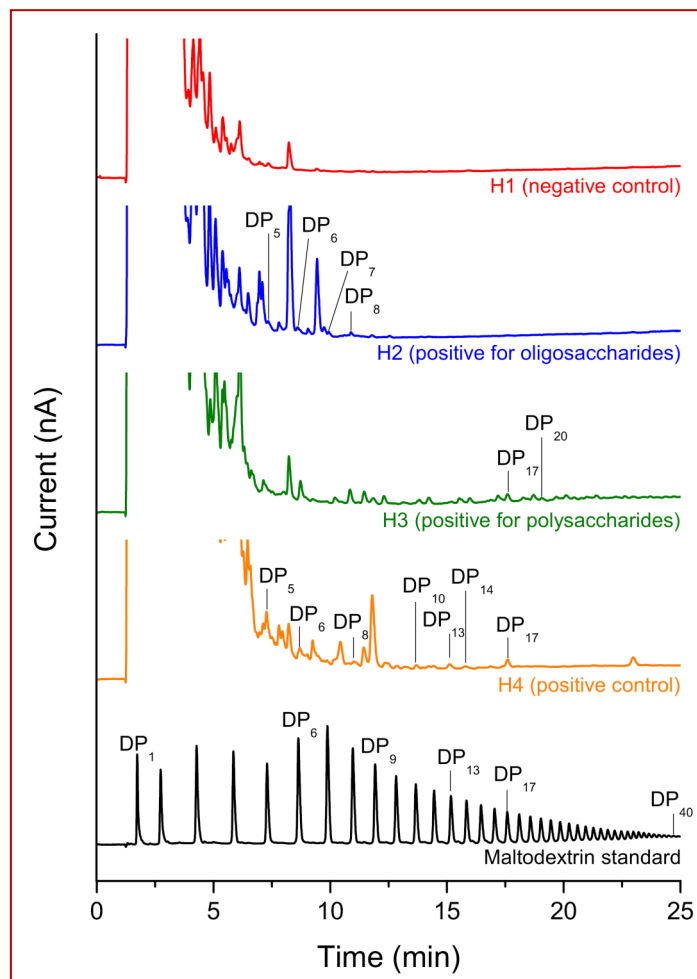 H1 (negative control)
DP5
DP6
DP7
DP8
H2 (positive for oligosaccharides)
DP20
DP17
H3 (positive for polysaccharides)
DP5
DP6
DP8
DP10
DP14
DP13
DP17
H4 (positive control)
DP1
DP6
DP9
DP13
DP17
DP40
Maltodextrin standard
Current (nA)
0 5 10 15 20 25
Time (min)